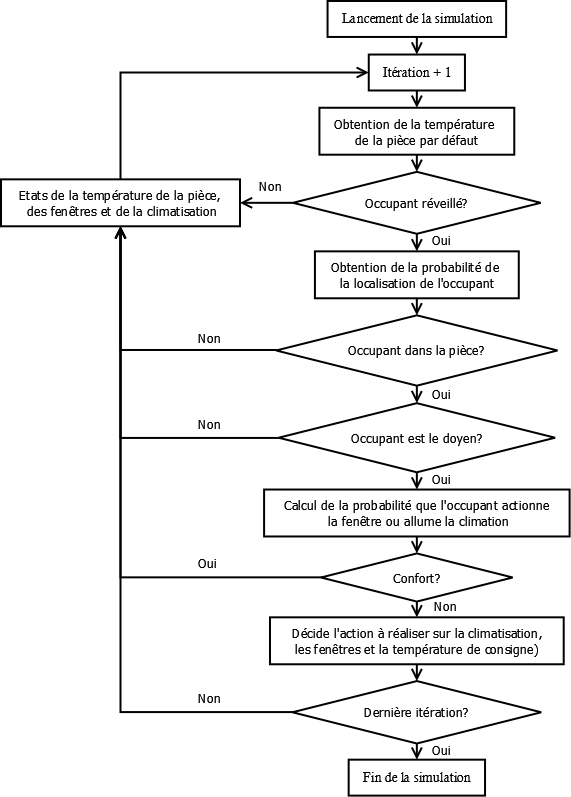 Lancement de la simulation
Itération + 1
Obtention de la température
de la pièce par défaut
Non
Occupant réveillé?
Etats de la température de la pièce,
des fenêtres et de la climatisation
Oui
Obtention de la probabilité de
la localisation de l'occupant
Non
Occupant dans la pièce?
Oui
Non
Occupant est le doyen?
Oui
Calcul de la probabilité que l'occupant actionne
la fenêtre ou allume la climation
Oui
Confort?
Non
Décide l'action à réaliser sur la climatisation,
les fenêtres et la température de consigne)
Non
Dernière itération?
Oui
Fin de la simulation